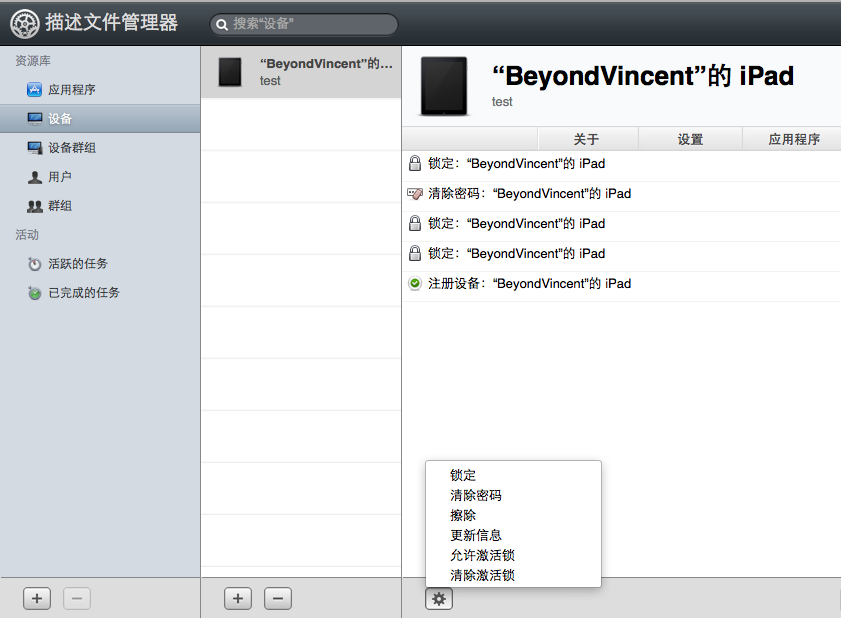 描述文件管理器
搜索“设备”
资源库
应用程序
设备
设备群组
用户
群组
活动
活跃的任务
已完成的任务
“BeyondVincent”的...
test
“BeyondVincent”的 iPad
test
关于
设置
应用程序
锁定：“BeyondVincent”的 iPad
清除密码：“BeyondVincent”的 iPad
锁定：“BeyondVincent”的 iPad
锁定：“BeyondVincent”的 iPad
注册设备：“BeyondVincent”的 iPad
锁定
清除密码
擦除
更新信息
允许激活锁
清除激活锁